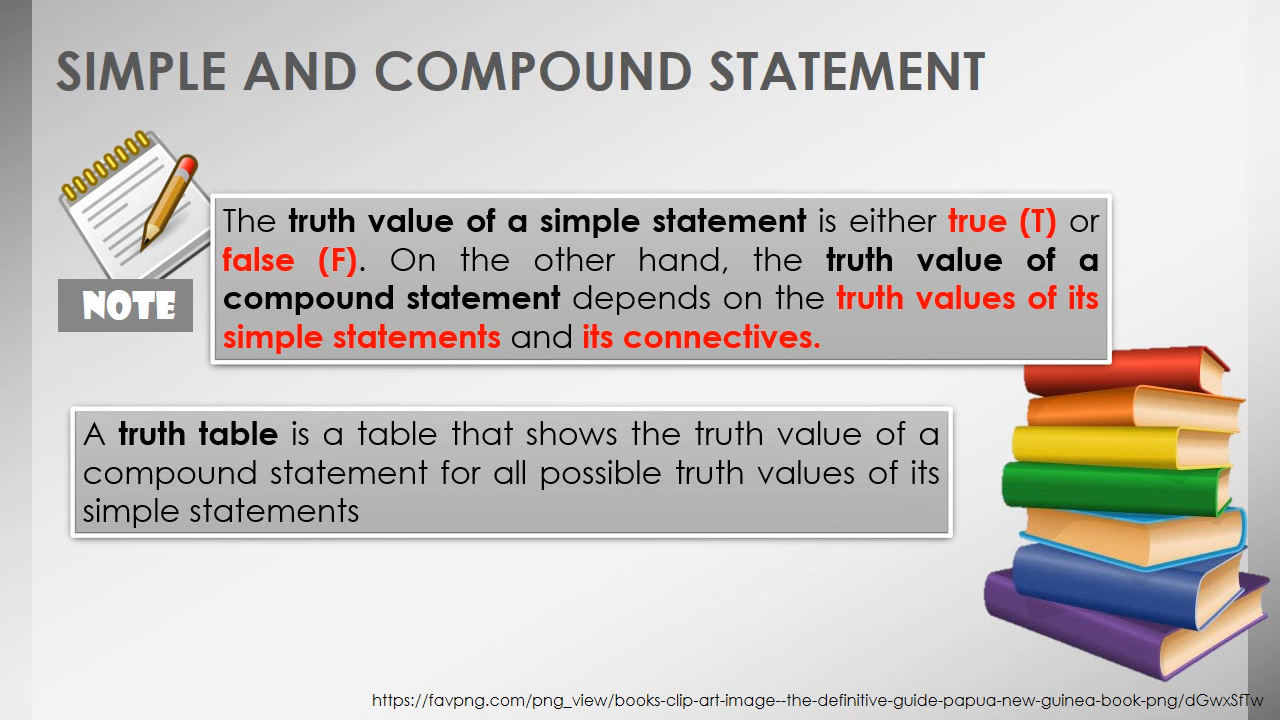 SIMPLE AND COMPOUND STATEMENT
NOTE
The truth value of a simple statement is either true (T) or
false (F). On the other hand, the truth value of a
compound statement depends on the truth values of its
simple statements and its connectives.
A truth table is a table that shows the truth value of a
compound statement for all possible truth values of its
simple statements
https://favpng.com/png_view/books-clip-art-image--the-definitive-guide-papua-new-guinea-book-png/dGwxSfTw